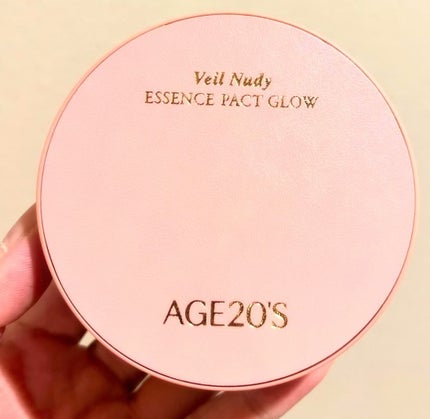 Veil Nudy
ESSENCE PACT GLOW
AGE20'S